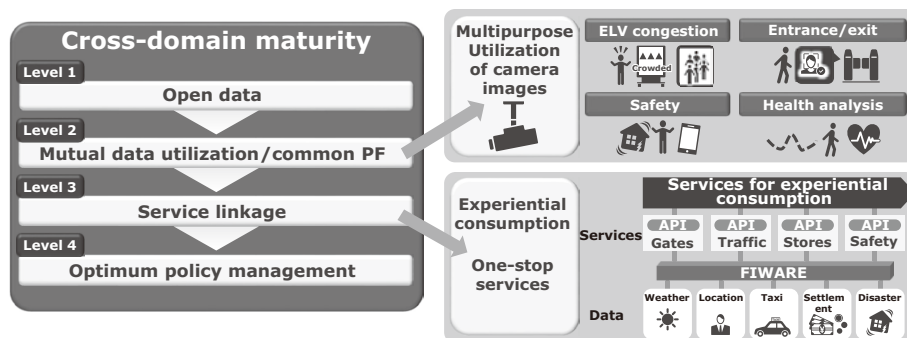 Cross-domain maturity
Level 1
Open data
Level 2
Mutual data utilization/common PF
Level 3
Service linkage
Level 4
Optimum policy management
Multipurpose
Utilization
of camera
images
ELV congestion
Crowded
Entrance/exit
Safety
Health analysis
Experiential
consumption
One-stop
services
Services for experiential
consumption
Services
API
Gates
API
Traffic
API
Stores
API
Safety
FIWARE
Data
Weather
Location
Taxi
Settlem
ent
Disaster